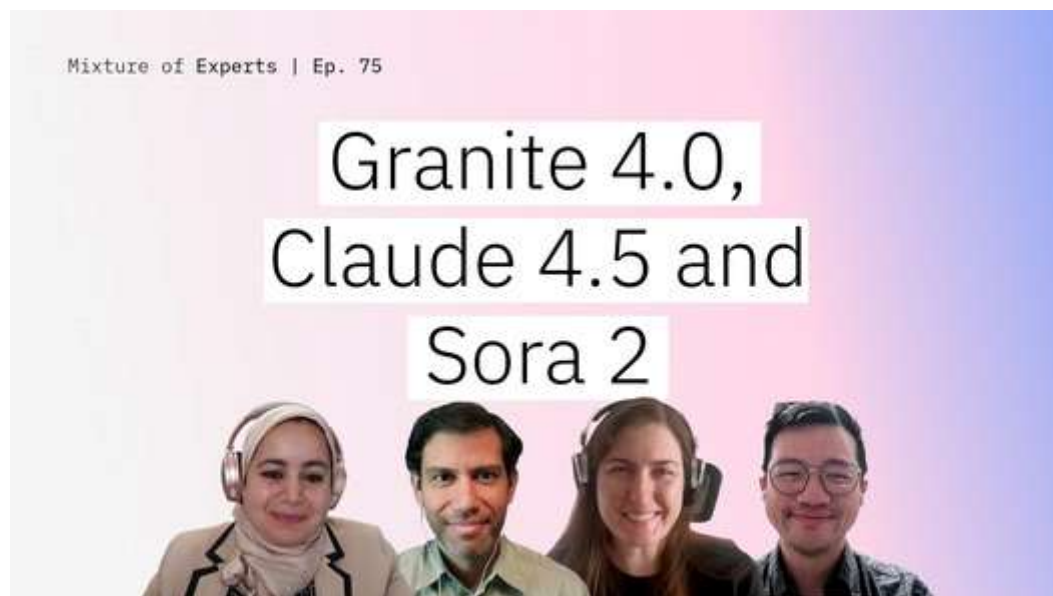 Mixture of Experts | Ep. 75
Granite 4.0,
Claude 4.5 and
Sora 2